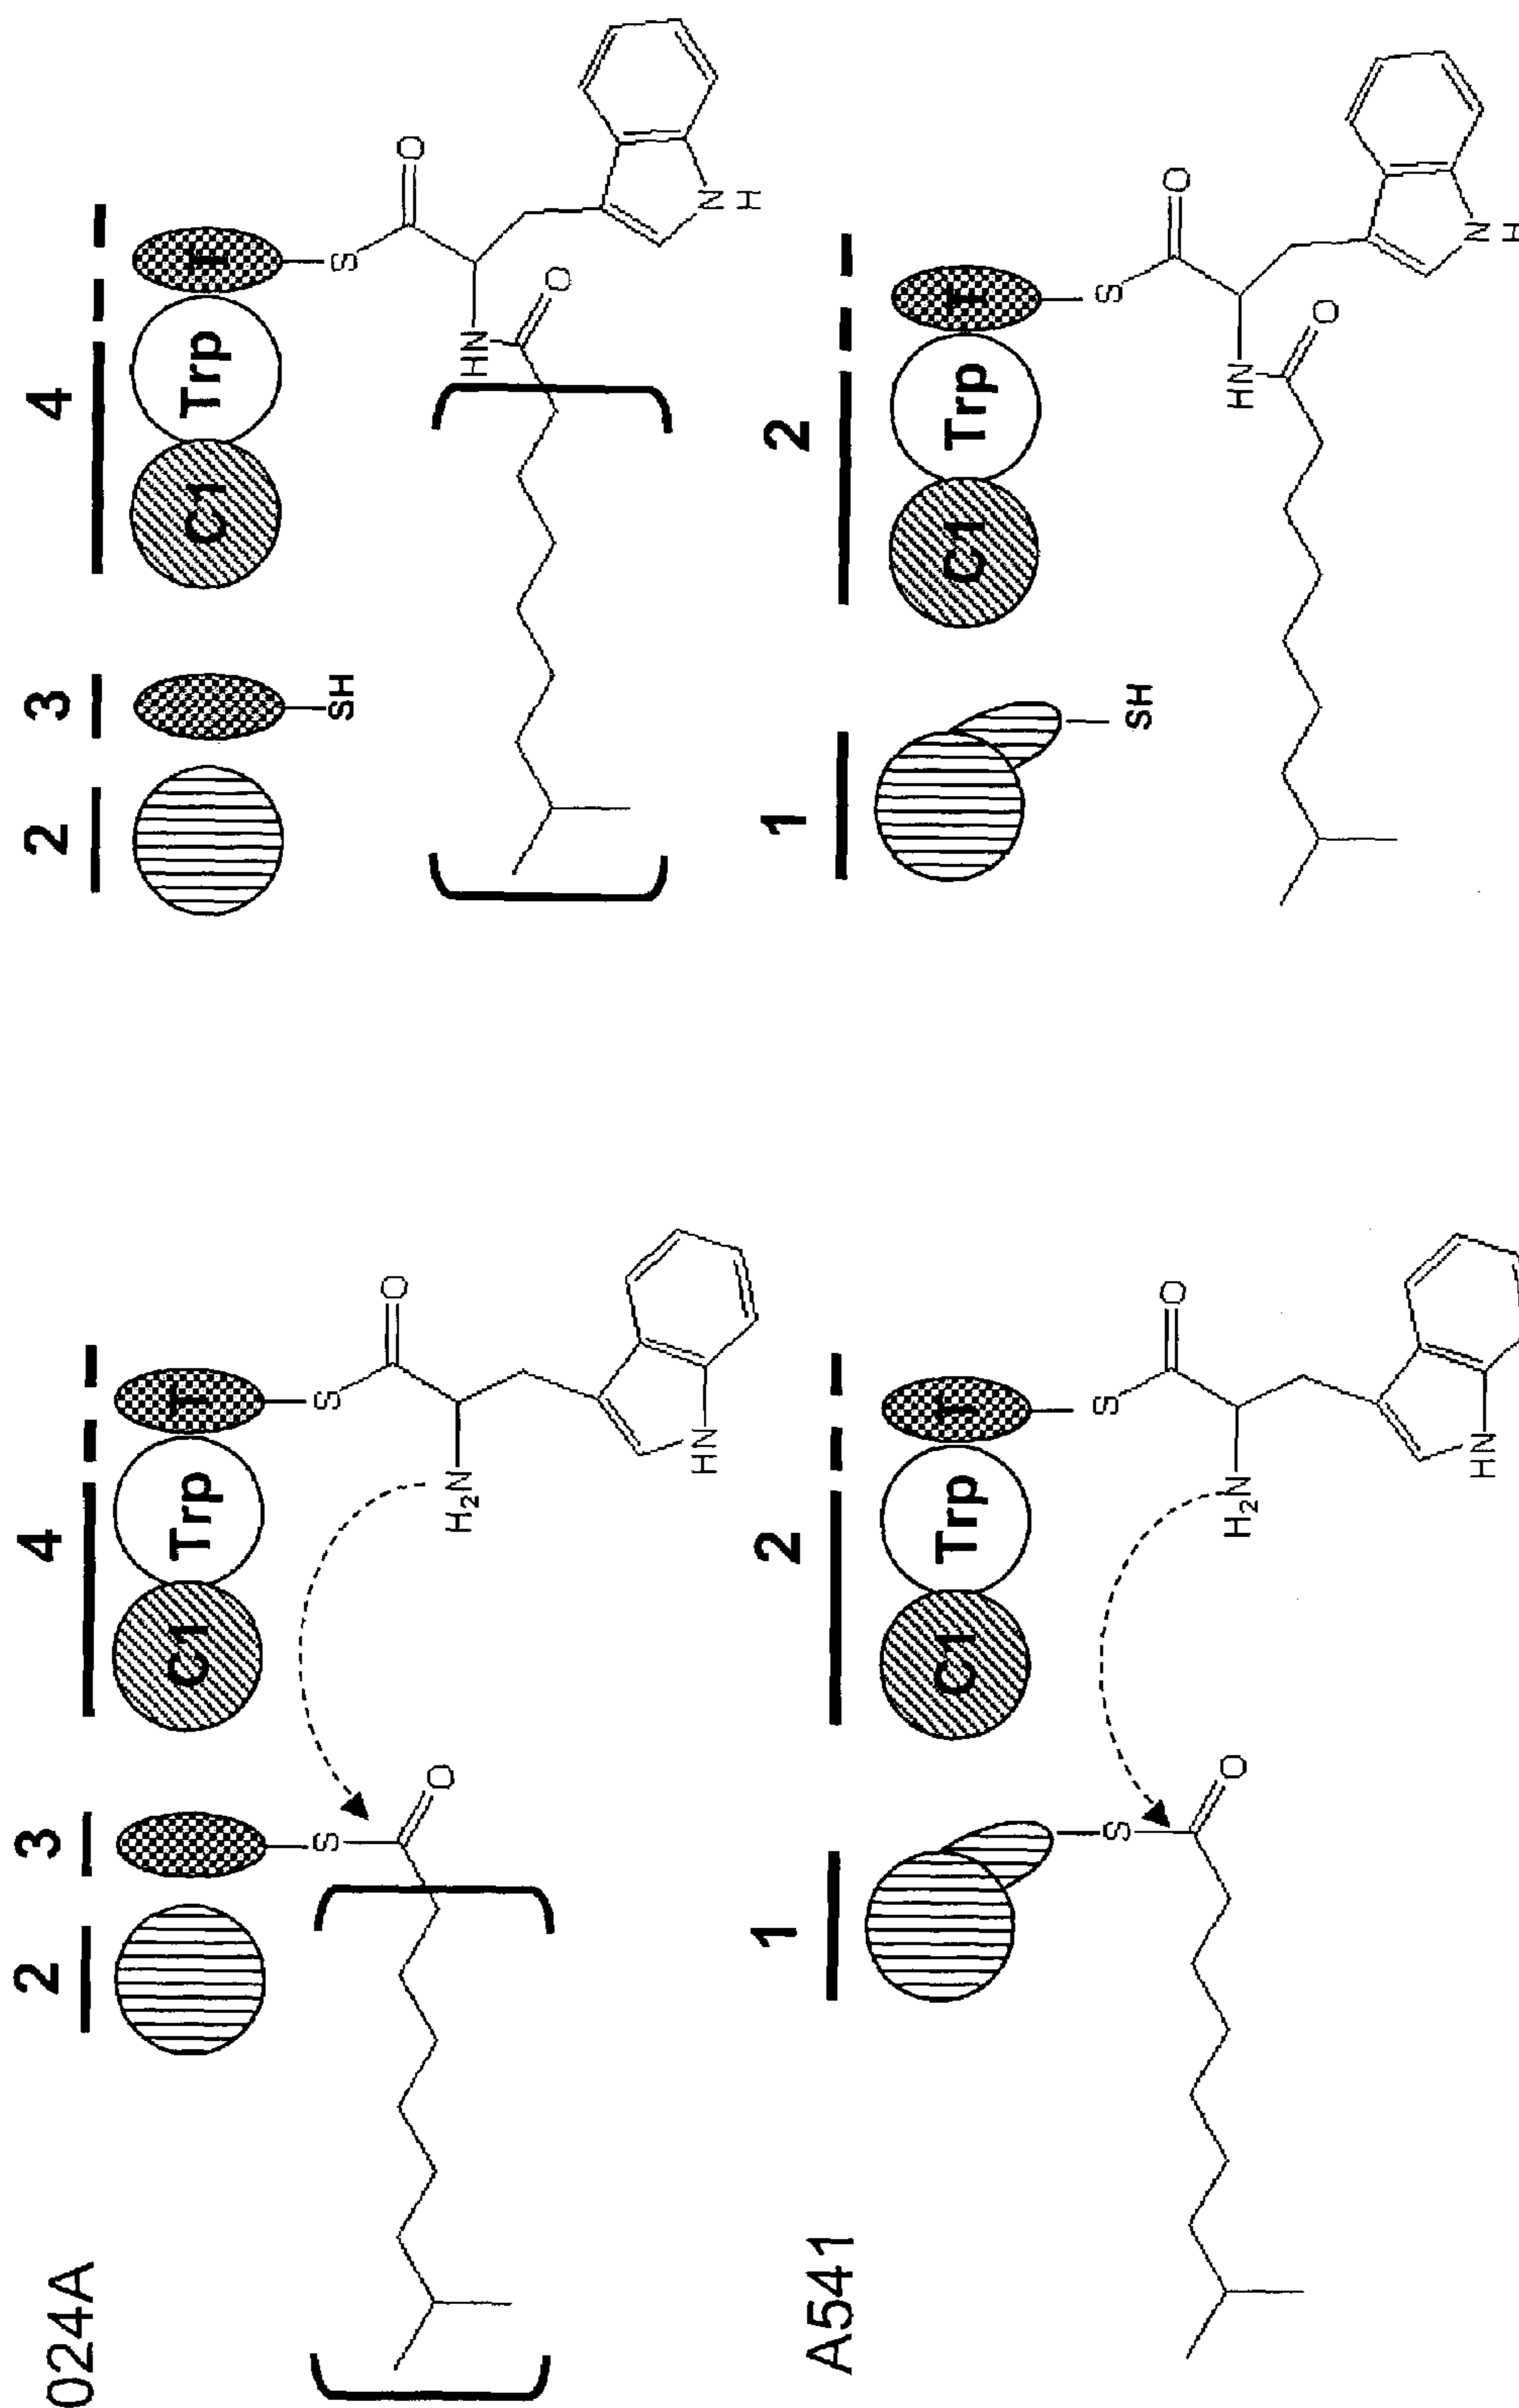 024A
2 3 4
C1 Trp T
S S
O O
H₂N
HN
2 3 4
C1 Trp T
SH S
O
HN O
N
H
A541
1 2
C1 Trp T
S S
O O
H₂N
HN
1 2
C1 Trp T
SH S
O
HN O
N
H